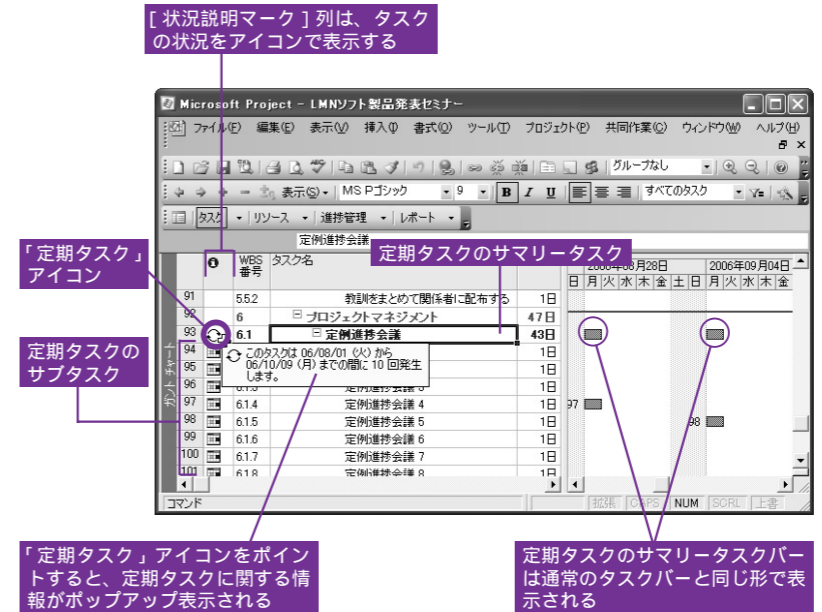 [ 状況説明マーク ] 列は、タスク
の状況をアイコンで表示する
Microsoft Project - LMNソフト製品発表セミナー
ファイル(F) 編集(E) 表示(V) 挿入(I) 書式(O) ツール(T) プロジェクト(P) 共同作業(C) ウィンドウ(W) ヘルプ(H)
グループなし
表示(S)・ MS Pゴシック 9 B I U すべてのタスク
タスク リソース 進捗管理 レポート
定例進捗会議
定期タスクのサマリータスク
「定期タスク」
アイコン
WBS
番号
タスク名
2006年08月28日 2006年09月04日
日 月 火 水 木 金 土 日 月 火 水 木 金
91 5.5.2 教訓をまとめて関係者に配布する 1日
92 6 プロジェクトマネジメント 47日
93 6.1 定例進捗会議 43日
94 1日
95 1日
96 6.1.3 定例進捗会議 3 1日
このタスクは 06/08/01 (火) から
06/10/09 (月) までの間に 10 回発生
します。
97 6.1.4 定例進捗会議 4 1日 97
98 6.1.5 定例進捗会議 5 1日 98
99 6.1.6 定例進捗会議 6 1日
100 6.1.7 定例進捗会議 7 1日
101 6.1.8 定例進捗会議 8 1日
定期タスクの
サブタスク
ガント チャート
コマンド
拡張 CAPS NUM SCRL 上書
「定期タスク」アイコンをポイン
トすると、定期タスクに関する情
報がポップアップ表示される
定期タスクのサマリータスクバー
は通常のタスクバーと同じ形で表
示される